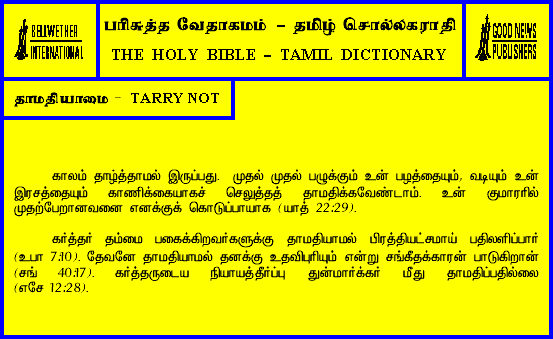 BELLWETHER
INTERNATIONAL
பரிசுத்த வேதாகமம் - தமிழ் சொல்லகராதி
THE HOLY BIBLE - TAMIL DICTIONARY
GOOD NEWS
PUBLISHERS
தாமதியாமை - TARRY NOT
காலம் தாழ்த்தாமல் இருப்பது. முதல் முதல் பழுக்கும் உன் பழத்தையும், வடியும் உன்
இரசத்தையும் காணிக்கையாகச் செலுத்தத் தாமதிக்கவேண்டாம். உன் குமாரரில்
முதற்பேறானவனை எனக்குக் கொடுப்பாயாக (யாத் 22:29).
கர்த்தர் தம்மை பகைக்கிறவர்களுக்கு தாமதியாமல் பிரத்தியட்சமாய் பதிலளிப்பார்
(உபா 7:10). தேவனே தாமதியாமல் தனக்கு உதவிபுரியும் என்று சங்கீதக்காரன் பாடுகிறான்
(சங் 40:17). கர்த்தருடைய நியாயத்தீர்ப்பு துன்மார்க்கர் மீது தாமதிப்பதில்லை
(எசே 12:28).